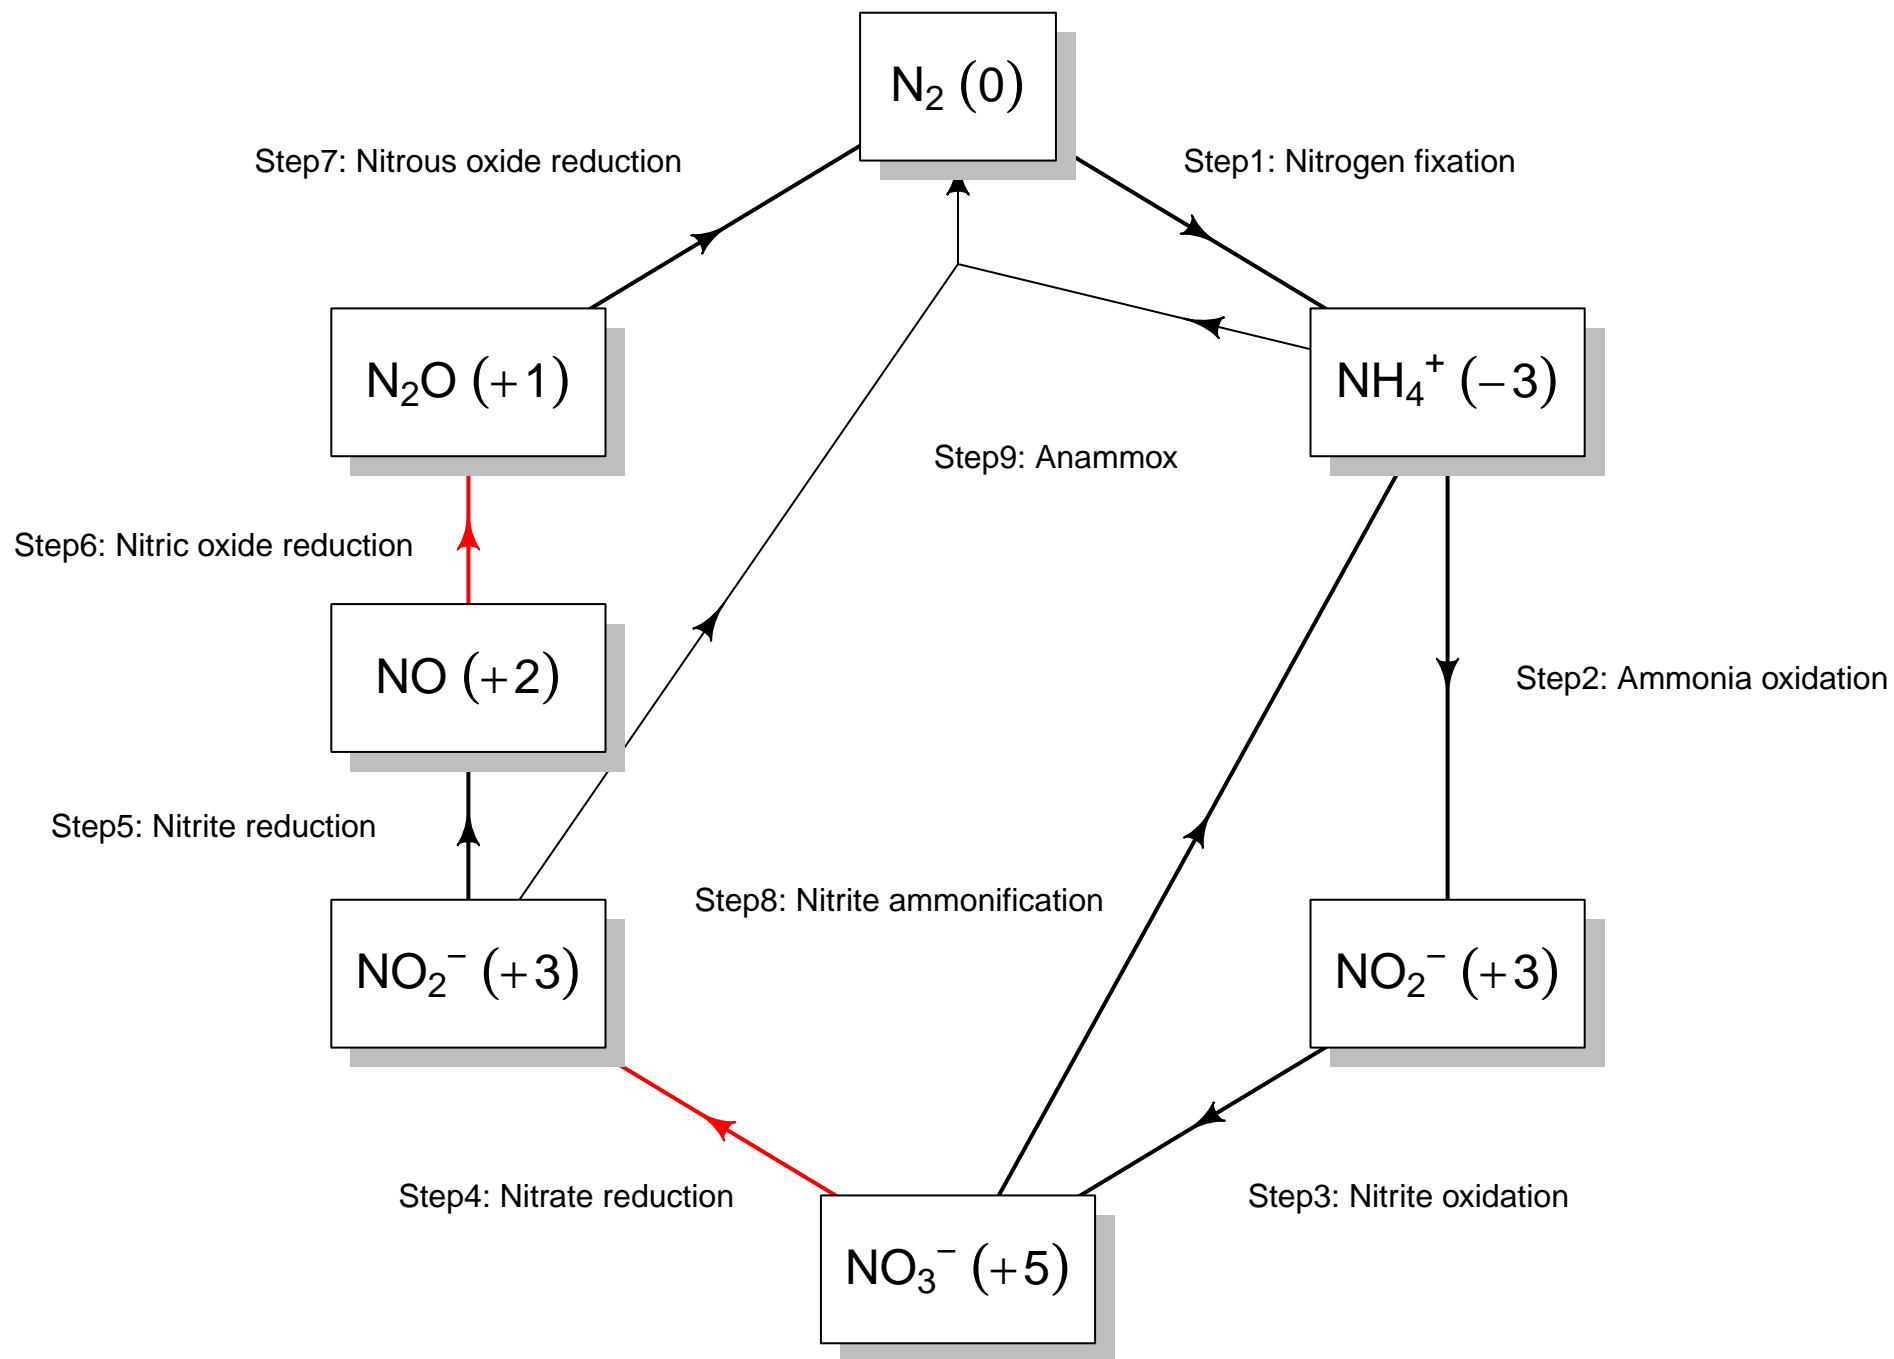 N₂ (0)
Step7: Nitrous oxide reduction
Step1: Nitrogen fixation
N₂O (+1)
NH₄⁺ (−3)
Step9: Anammox
Step6: Nitric oxide reduction
NO (+2)
Step2: Ammonia oxidation
Step5: Nitrite reduction
Step8: Nitrite ammonification
NO₂⁻ (+3)
NO₂⁻ (+3)
Step4: Nitrate reduction
Step3: Nitrite oxidation
NO₃⁻ (+5)